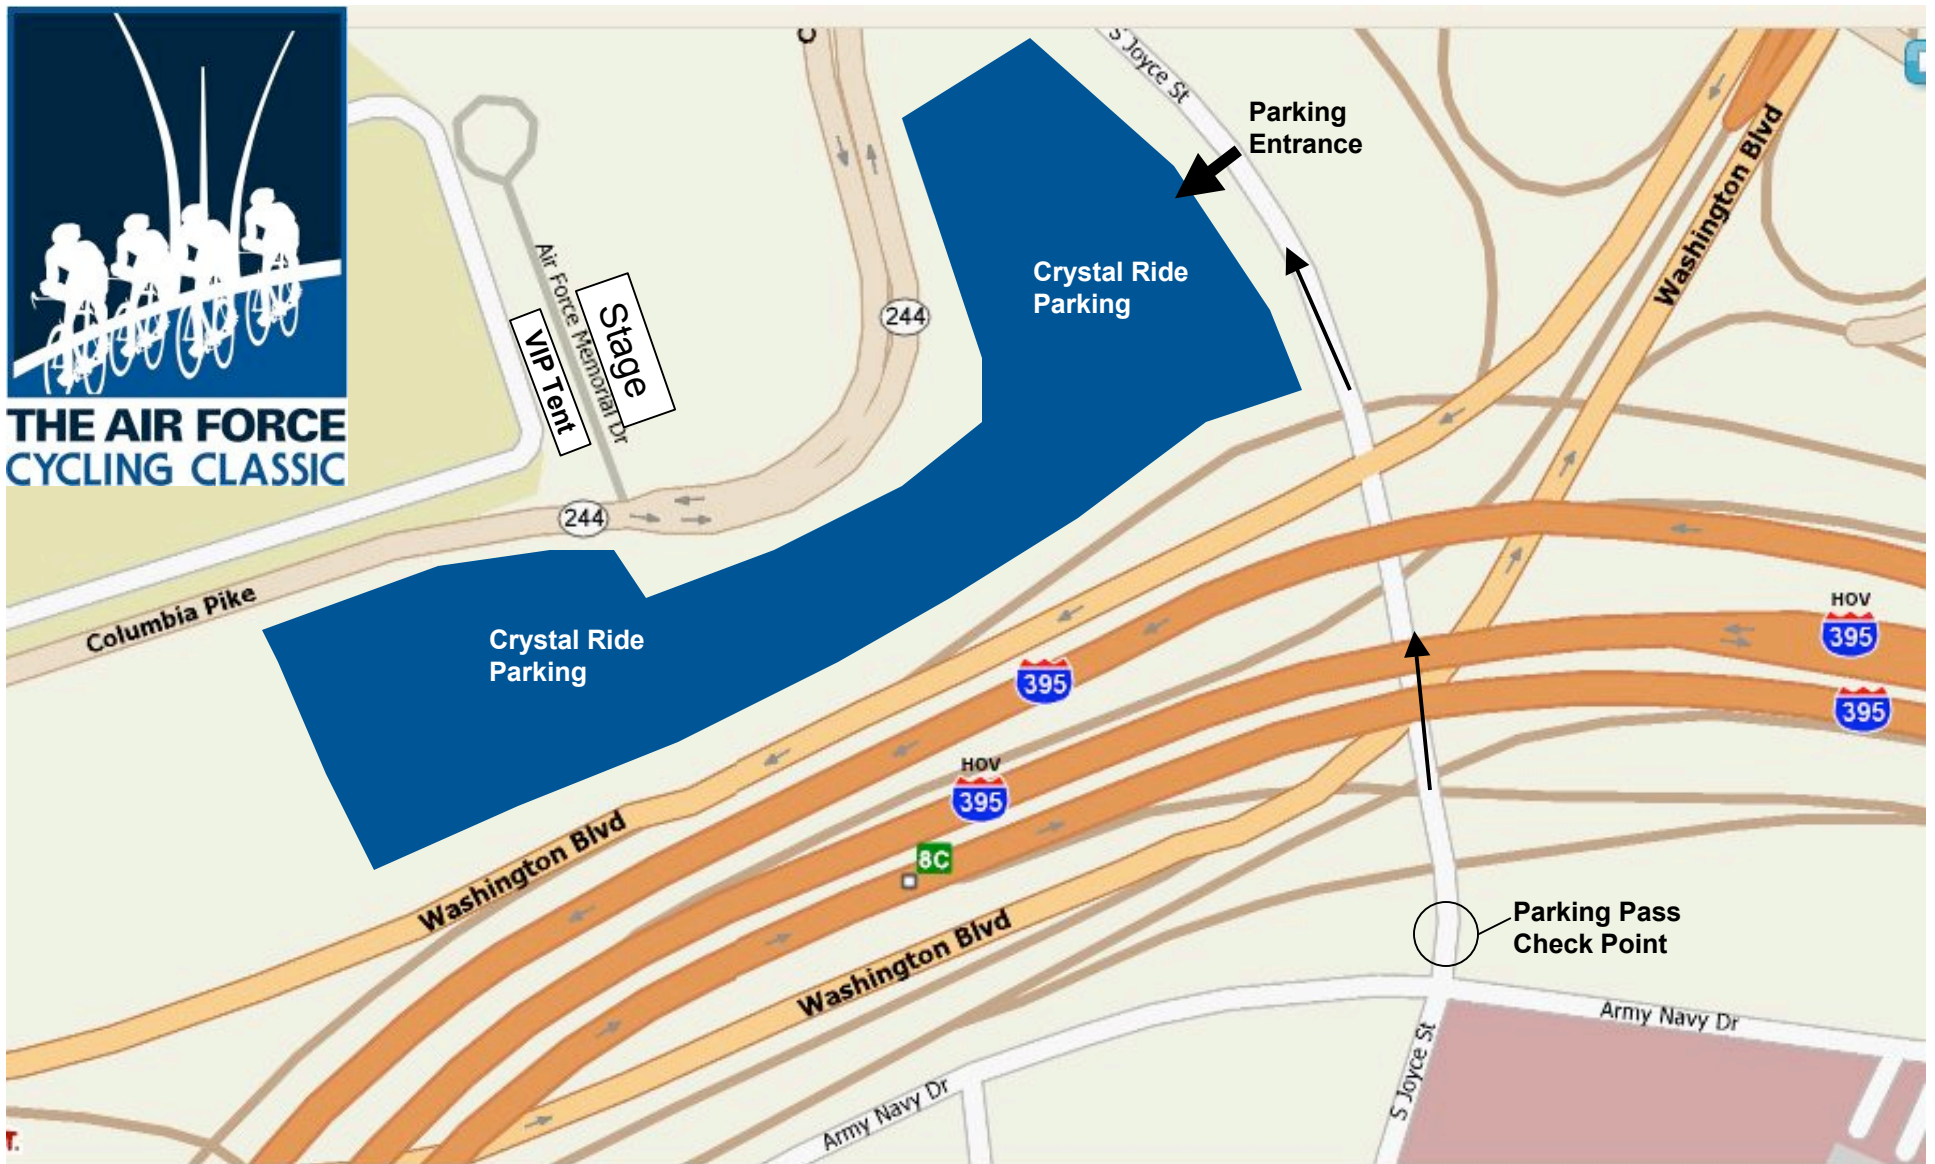 S Joyce St
Parking
Entrance
Washington Blvd
Air Force Memorial Dr
Stage
VIP Tent
244
Crystal Ride
Parking
THE AIR FORCE
CYCLING CLASSIC
244
Columbia Pike
Crystal Ride
Parking
HOV
395
395
395
HOV
395
8C
Washington Blvd
Washington Blvd
Parking Pass
Check Point
Army Navy Dr
S Joyce St
Army Navy Dr
T.